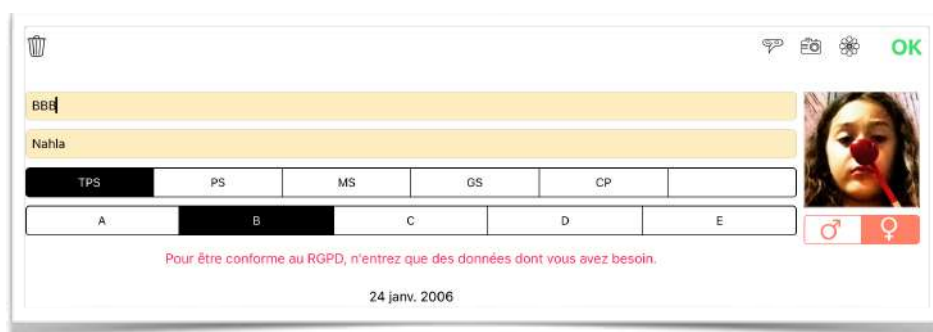 OK
BBB
Nahla
TPS PS MS GS CP
A B C D E
Pour être conforme au RGPD, n'entrez que des données dont vous avez besoin.
24 janv. 2006